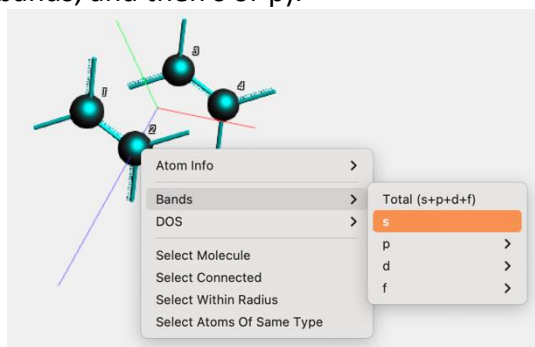 bands, and then s or p).
3
1
4
2
Atom Info
Bands
DOS
Select Molecule
Select Connected
Select Within Radius
Select Atoms Of Same Type
Total (s+p+d+f)
s
p
d
f